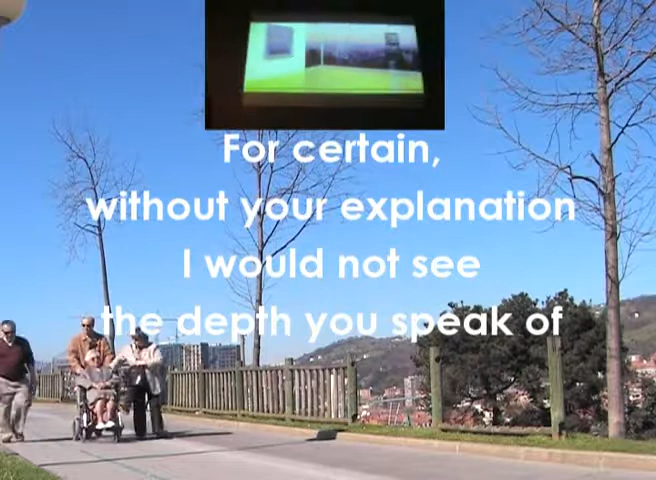 For certain,
without your explanation
I would not see
the depth you speak of